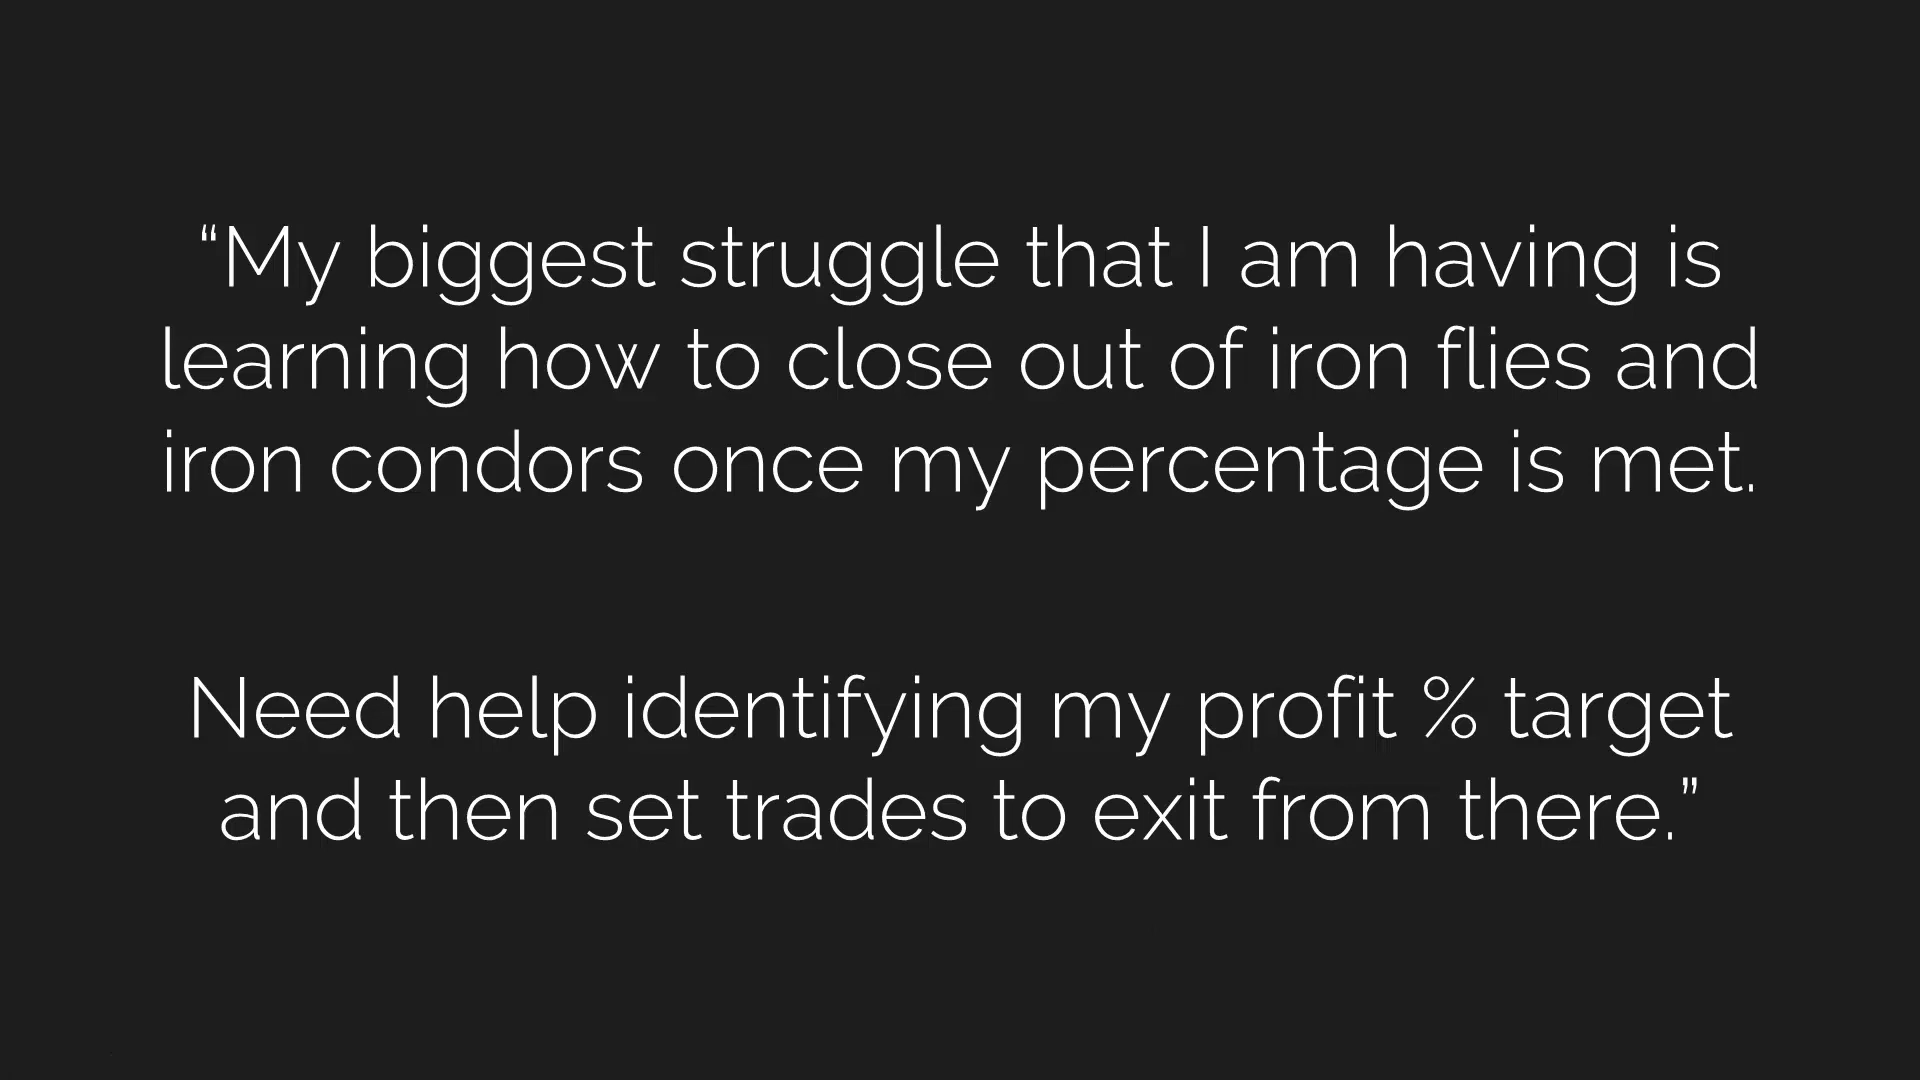 “My biggest struggle that I am having is
learning how to close out of iron flies and
iron condors once my percentage is met.
Need help identifying my profit % target
and then set trades to exit from there.”